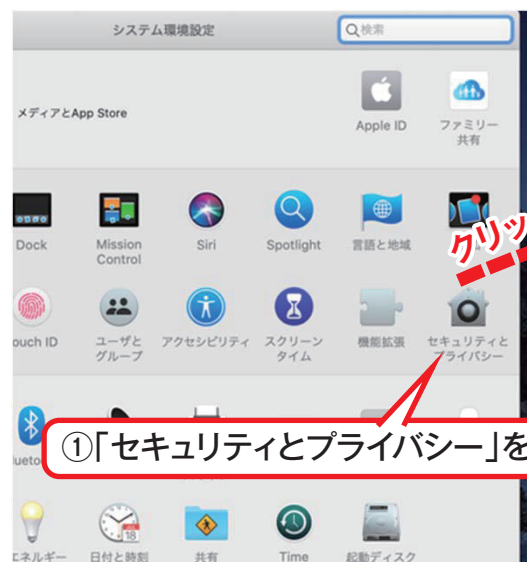 システム環境設定
検索
メディアとApp Store
Apple ID
ファミリー
共有
Dock
Mission
Control
Siri
Spotlight
言語と地域
クリッ
ouch ID
ユーザと
グループ
アクセシビリティ
スクリーン
タイム
機能拡張
セキュリティと
プライバシー
①「セキュリティとプライバシー」を
エネルギー
日付と時刻
18
共有
Time
起動ディスク